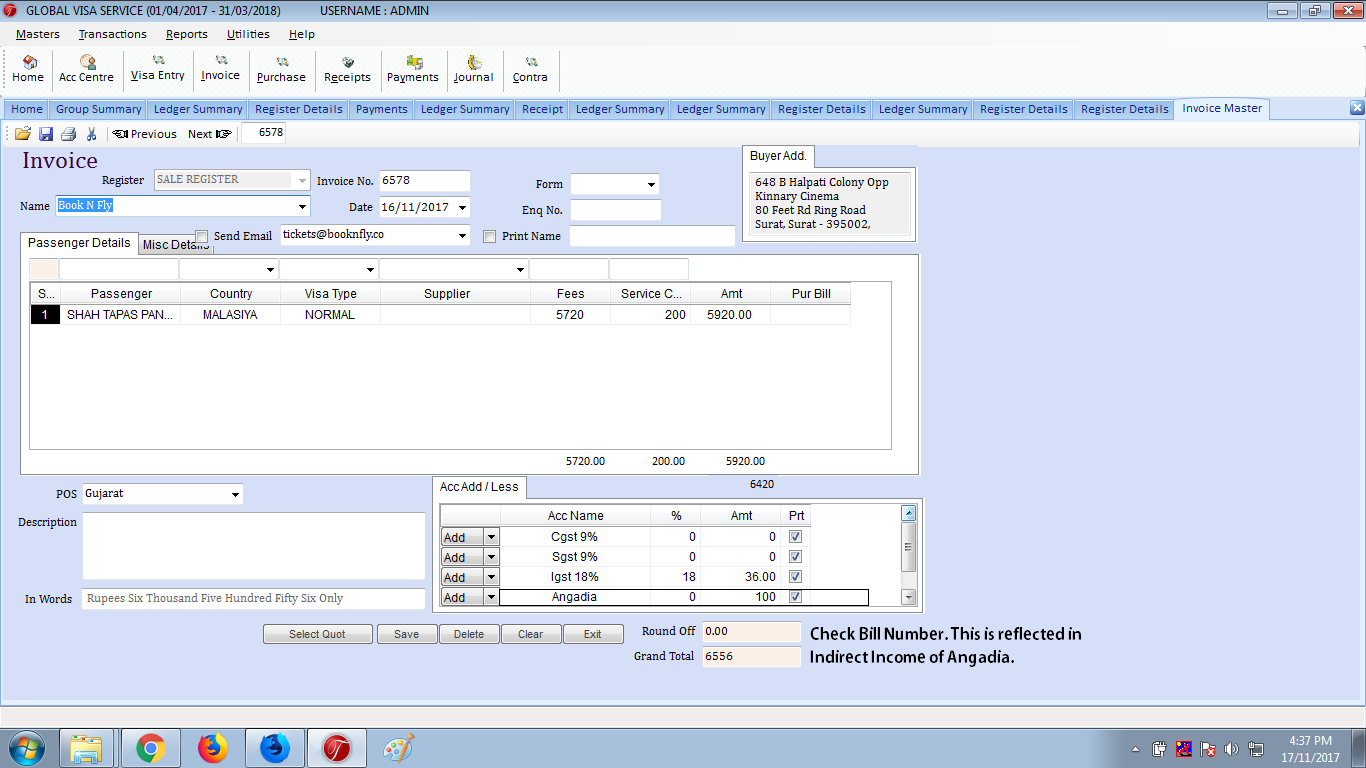 GLOBAL VISA SERVICE (01/04/2017 - 31/03/2018) USERNAME : ADMIN
Masters Transactions Reports Utilities Help
Home Acc Centre Visa Entry Invoice Purchase Receipts Payments Journal Contra
Home Group Summary Ledger Summary Register Details Payments Ledger Summary Receipt Ledger Summary Ledger Summary Register Details Ledger Summary Register Details Register Details Invoice Master
Previous Next 6578
Invoice
Buyer Add.
Register SALE REGISTER Invoice No. 6578 Form
Name Book N Fly Date 16/11/2017 Enq No.
648 B Halpati Colony Opp
Kinnary Cinema
80 Feet Rd Ring Road
Surat, Surat - 395002,
Send Email tickets@booknfly.co Print Name
Passenger Details Misc Details
S... Passenger Country Visa Type Supplier Fees Service C... Amt Pur Bill
1 SHAH TAPAS PAN... MALASIYA NORMAL 5720 200 5920.00
5720.00 200.00 5920.00
6420
POS Gujarat
Description
In Words Rupees Six Thousand Five Hundred Fifty Six Only
Acc Add / Less
Acc Name % Amt Prt
Add Cgst 9% 0 0
Add Sgst 9% 0 0
Add Igst 18% 18 36.00
Add Angadia 0 100
Select Quot Save Delete Clear Exit
Round Off 0.00
Grand Total 6556
Check Bill Number. This is reflected in
Indirect Income of Angadia.
4:37 PM
17/11/2017